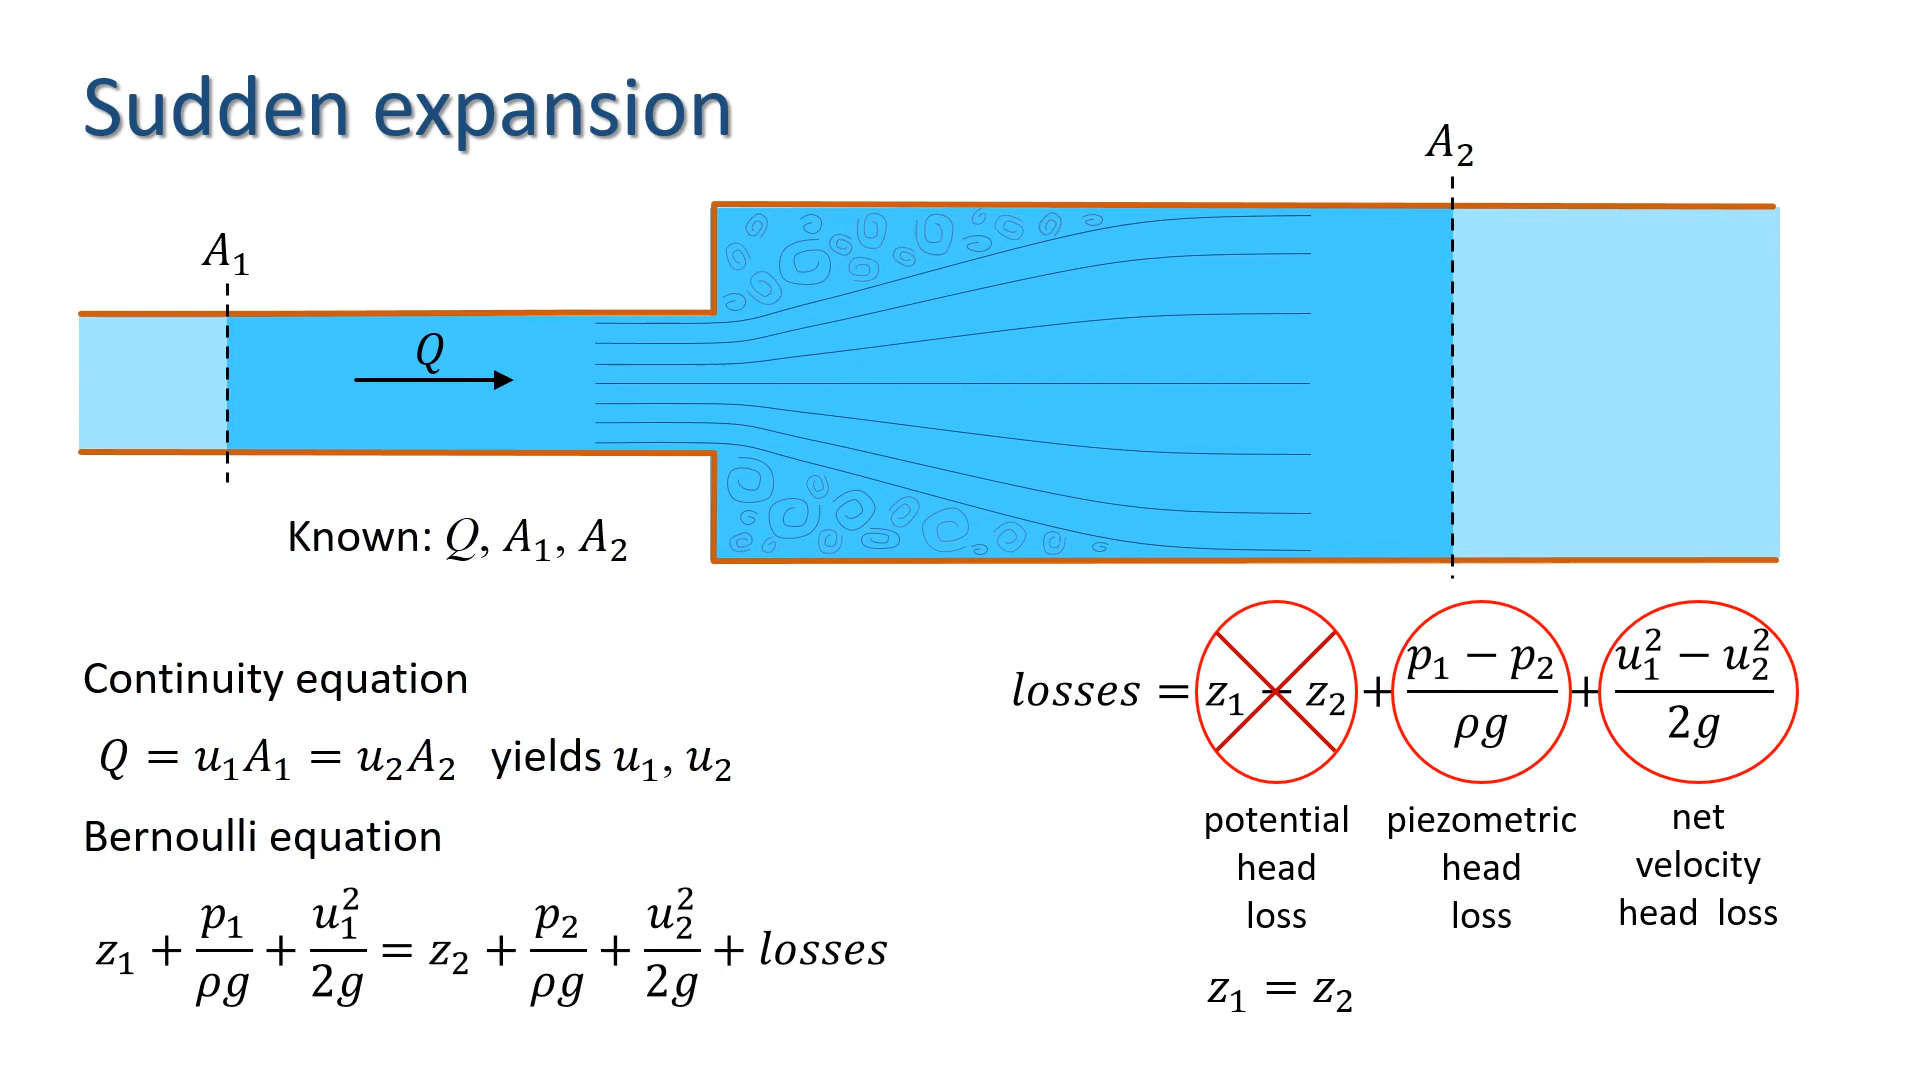 Sudden expansion
A₂
A₁
Q
Known: Q, A₁, A₂
Continuity equation
Q = u₁A₁ = u₂A₂ yields u₁, u₂
Bernoulli equation
z₁ + p₁/ρg + u₁²/2g = z₂ + p₂/ρg + u₂²/2g + losses
losses = z₁ − z₂ + (p₁ − p₂)/ρg + (u₁² − u₂²)/2g
potential head loss
piezometric head loss
net velocity head loss
z₁ = z₂